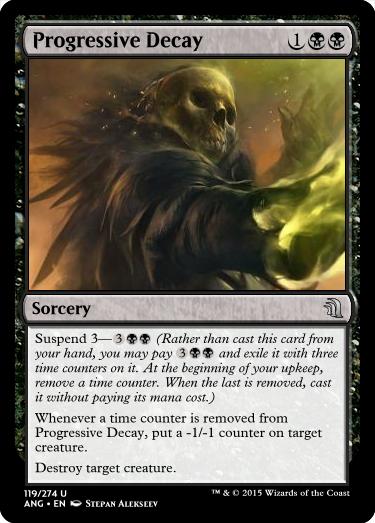 Progressive Decay 1
Sorcery
Suspend 3—3 (Rather than cast this card from
your hand, you may pay 3 and exile it with three
time counters on it. At the beginning of your upkeep,
remove a time counter. When the last is removed, cast
it without paying its mana cost.)
Whenever a time counter is removed from
Progressive Decay, put a -1/-1 counter on target
creature.
Destroy target creature.
119/274 U
ANG • EN Stepan Alekseev
™ & © 2015 Wizards of the Coast